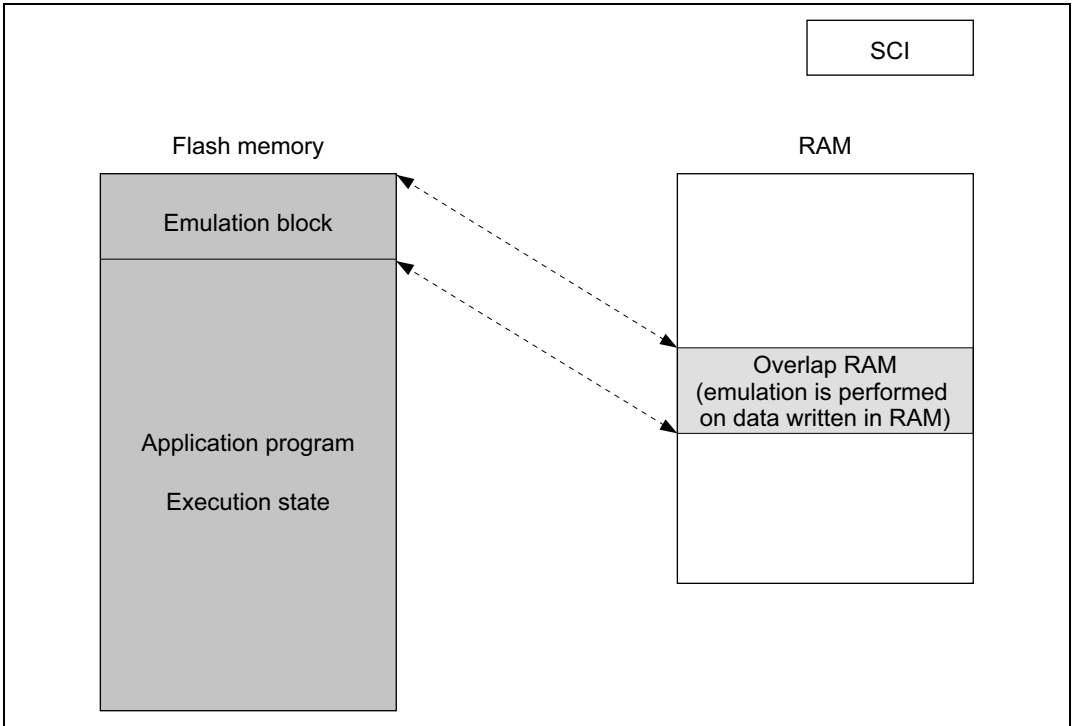 SCI
Flash memory
RAM
Emulation block
Overlap RAM
(emulation is performed
on data written in RAM)
Application program
Execution state